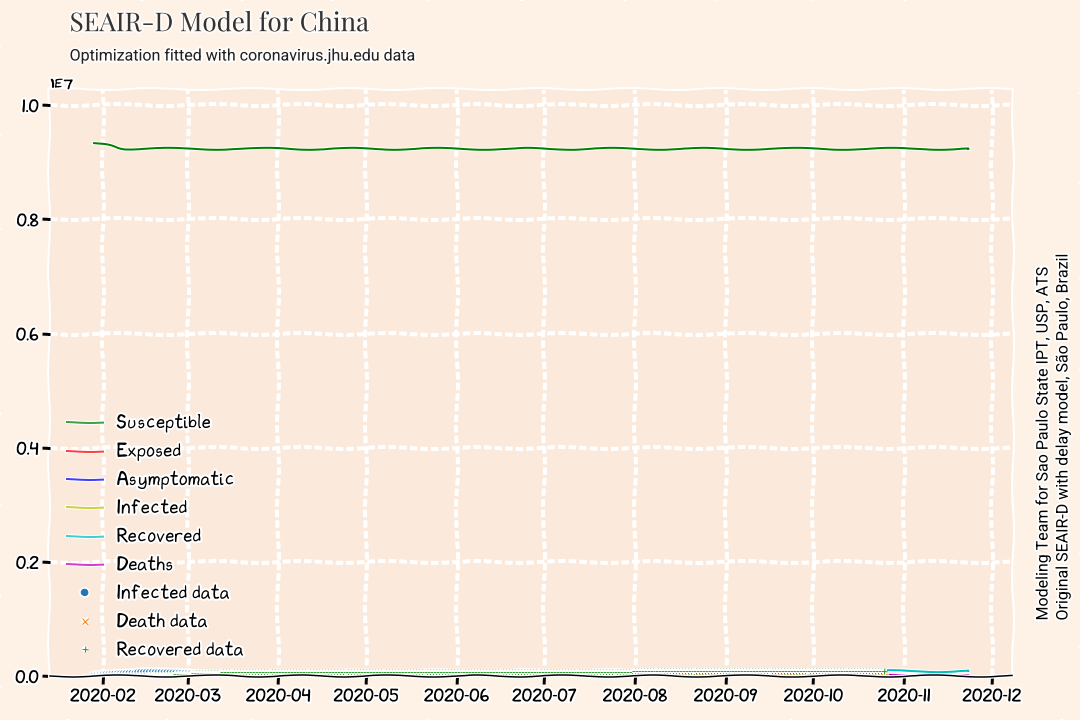 SEAIR-D Model for China
Optimization fitted with coronavirus.jhu.edu data
1E7
1.0
0.8
0.6
0.4
0.2
0.0
Susceptible
Exposed
Asymptomatic
Infected
Recovered
Deaths
Infected data
Death data
Recovered data
2020-02 2020-03 2020-04 2020-05 2020-06 2020-07 2020-08 2020-09 2020-10 2020-11 2020-12
Modeling Team for Sao Paulo State IPT, USP, ATS
Original SEAIR-D with delay model, São Paulo, Brazil